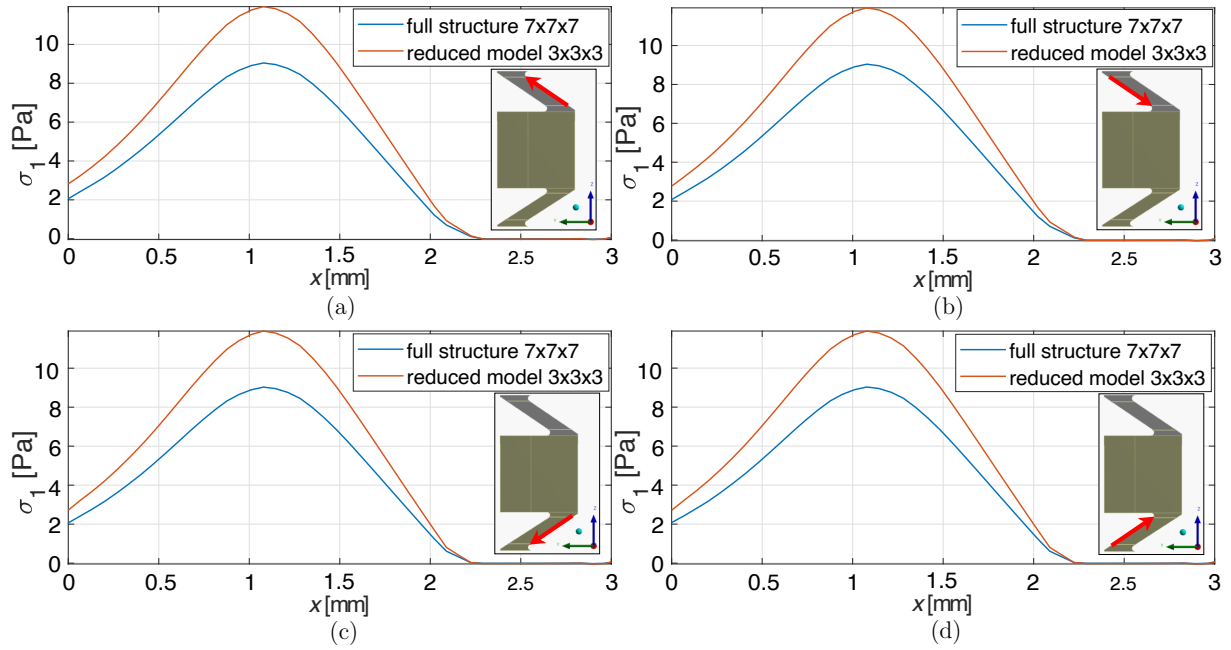 10
8
6
4
2
0
σ1 [Pa]
full structure 7x7x7
reduced model 3x3x3
0 0.5 1 1.5 2 2.5 3
x [mm]
(a)
10
8
6
4
2
0
σ1 [Pa]
full structure 7x7x7
reduced model 3x3x3
0 0.5 1 1.5 2 2.5 3
x [mm]
(b)
10
8
6
4
2
0
σ1 [Pa]
full structure 7x7x7
reduced model 3x3x3
0 0.5 1 1.5 2 2.5 3
x [mm]
(c)
10
8
6
4
2
0
σ1 [Pa]
full structure 7x7x7
reduced model 3x3x3
0 0.5 1 1.5 2 2.5 3
x [mm]
(d)